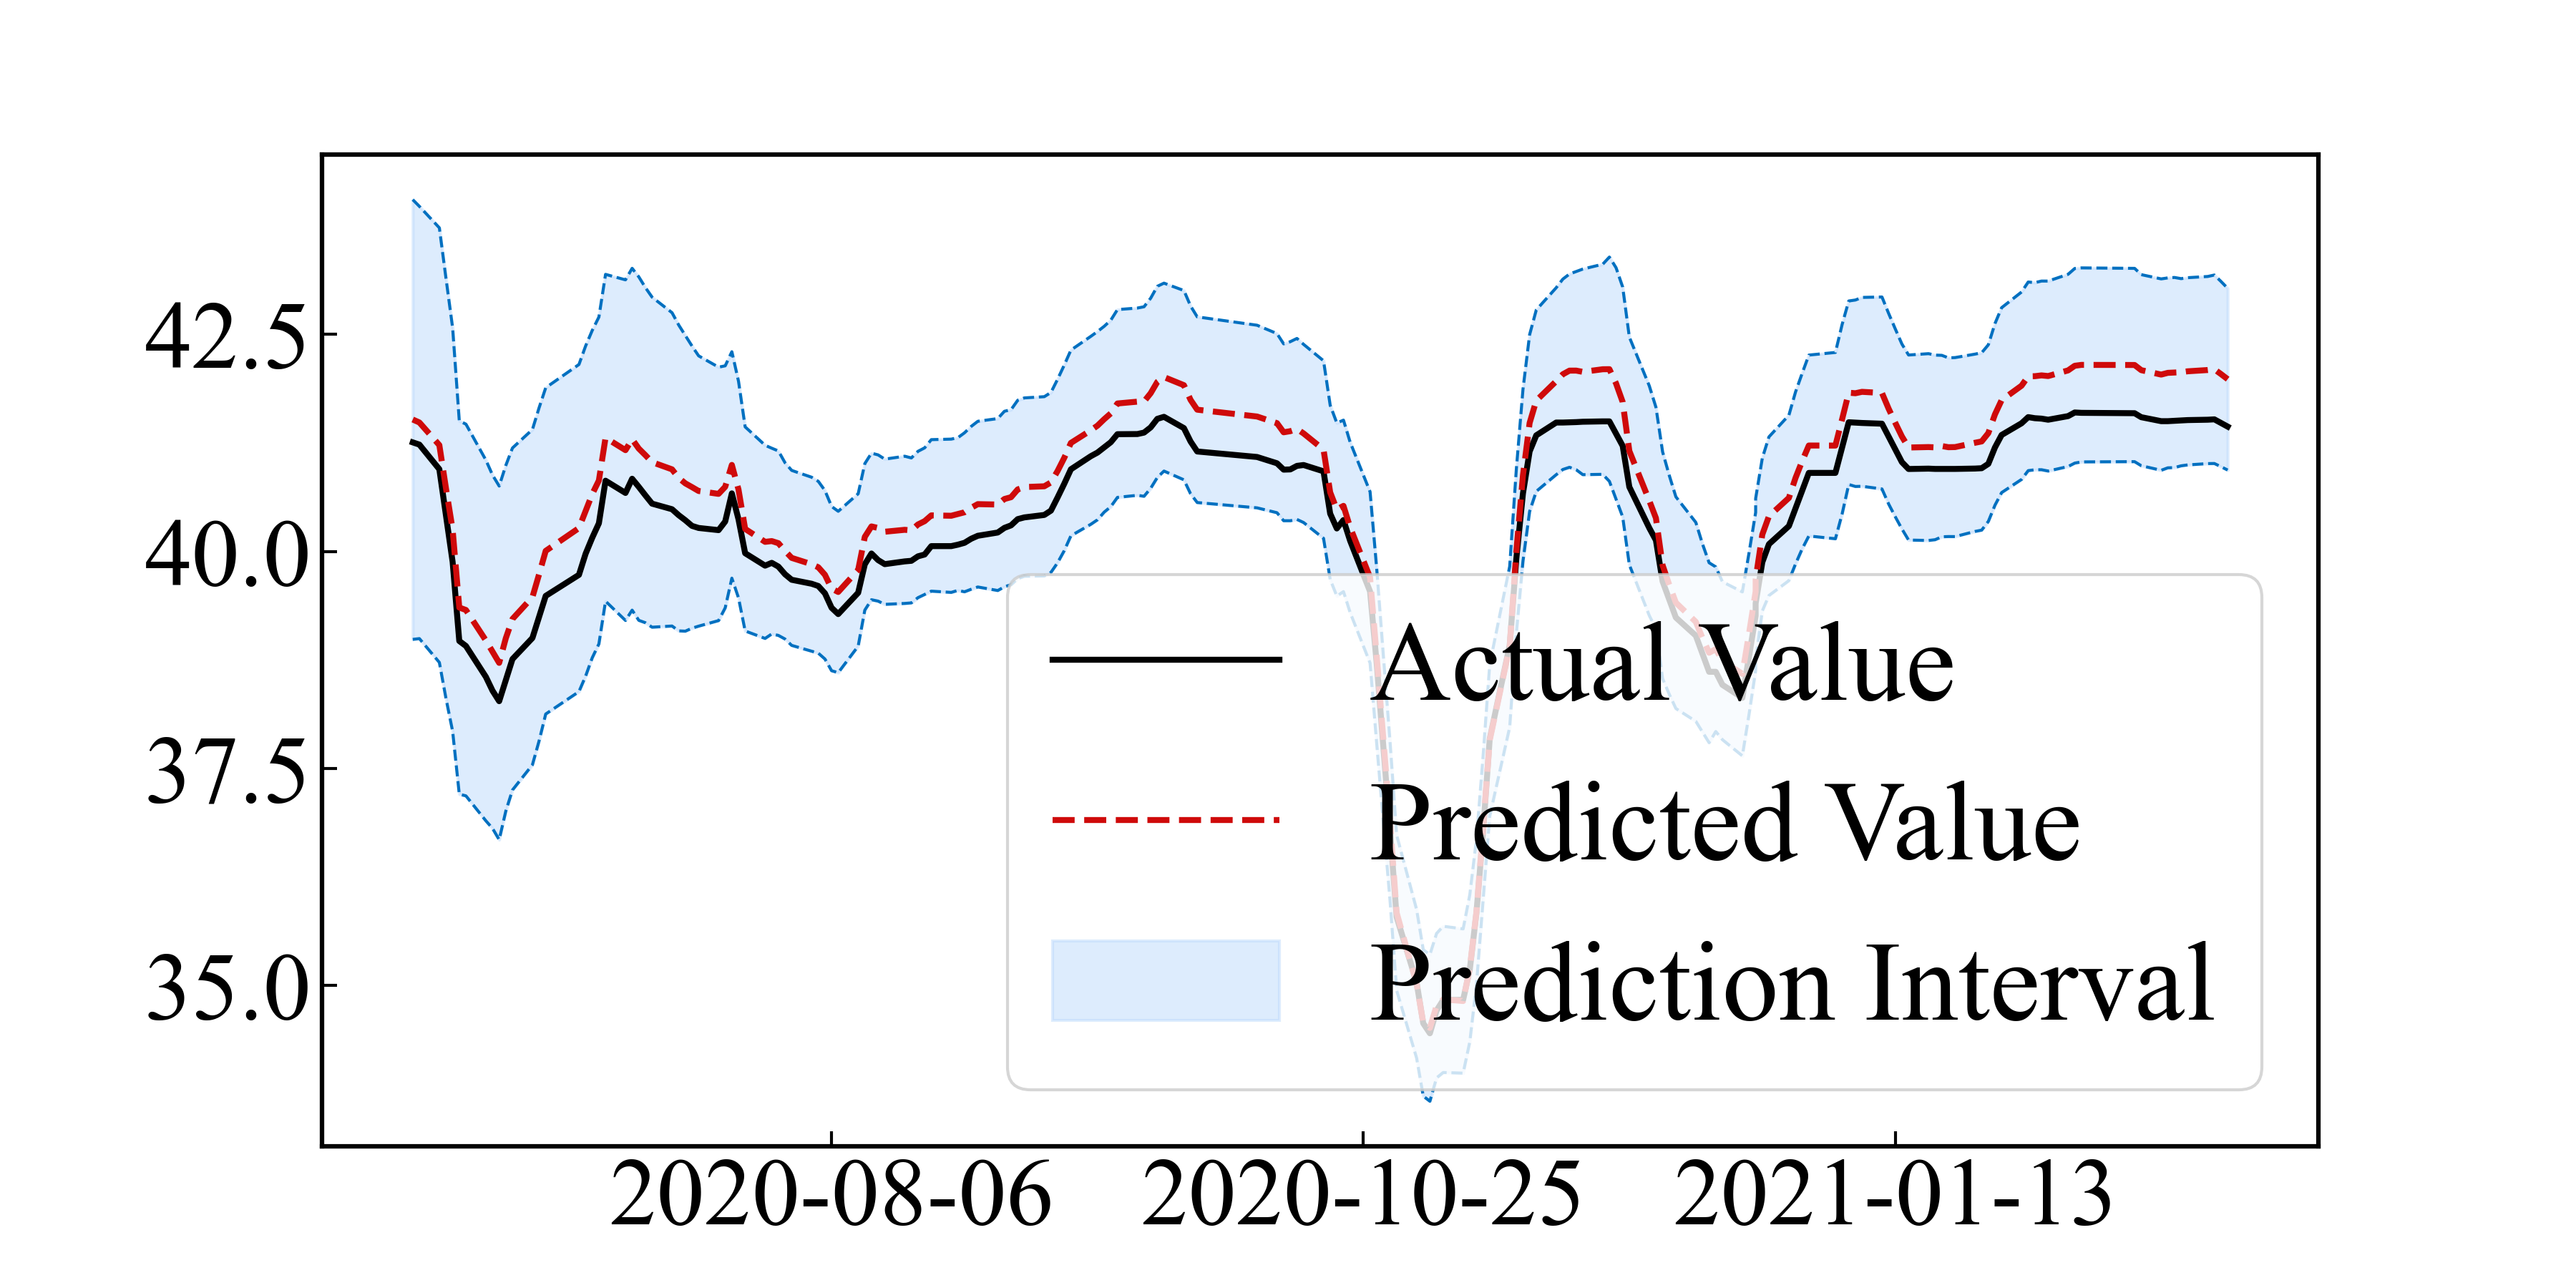 42.5
40.0
37.5
35.0
Actual Value
Predicted Value
Prediction Interval
2020-08-06
2020-10-25
2021-01-13